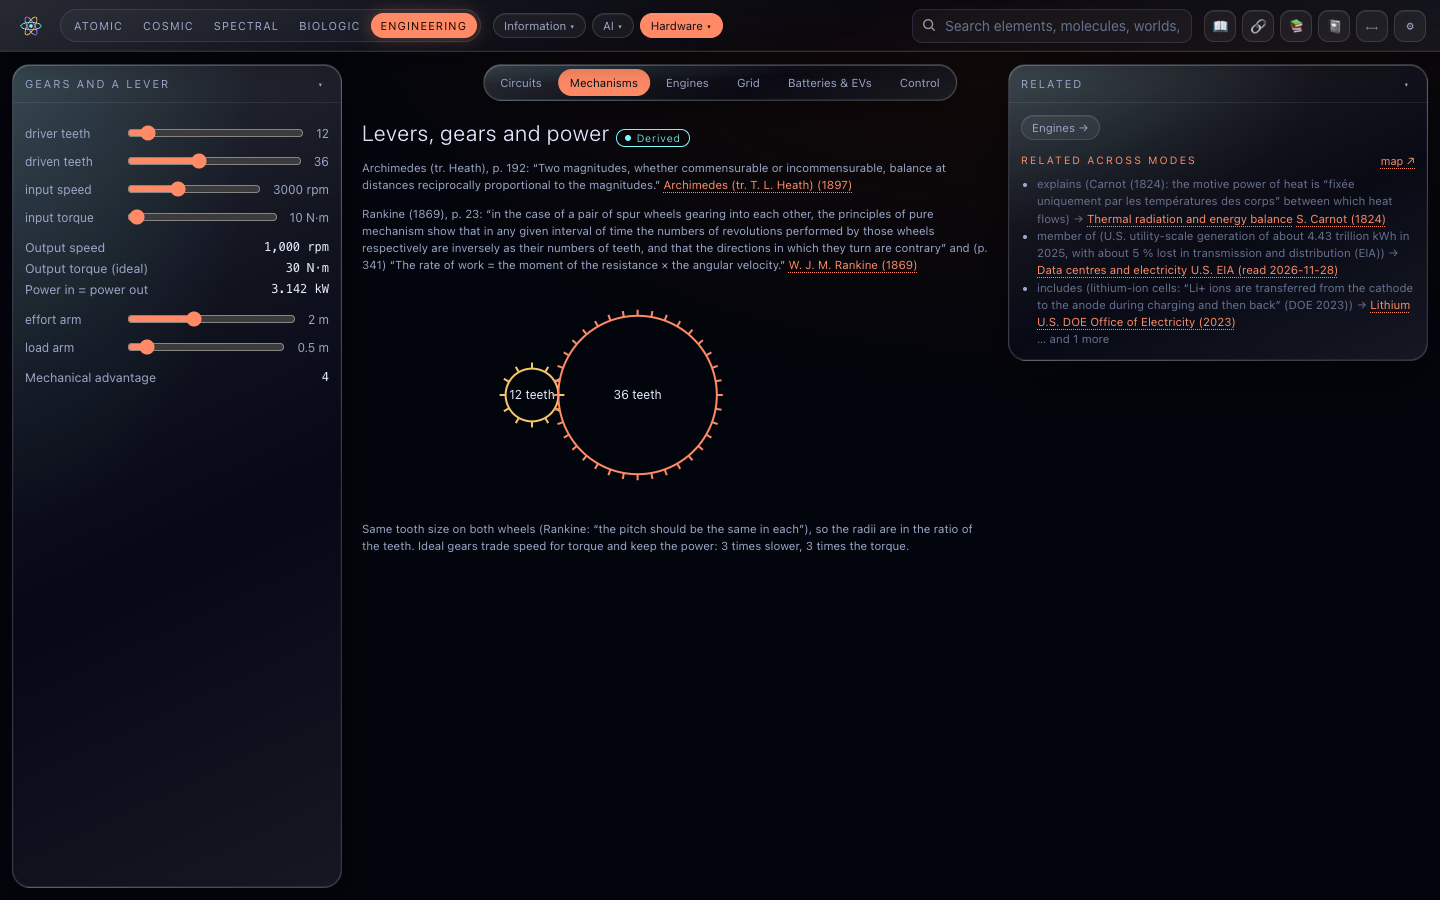 ATOMIC COSMIC SPECTRAL BIOLOGIC ENGINEERING Information ▾ AI ▾ Hardware ▾ Search elements, molecules, worlds,
GEARS AND A LEVER ▾
driver teeth 12
driven teeth 36
input speed 3000 rpm
input torque 10 N·m
Output speed 1,000 rpm
Output torque (ideal) 30 N·m
Power in = power out 3.142 kW
effort arm 2 m
load arm 0.5 m
Mechanical advantage 4
Circuits Mechanisms Engines Grid Batteries & EVs Control
Levers, gears and power Derived
Archimedes (tr. Heath), p. 192: “Two magnitudes, whether commensurable or incommensurable, balance at
distances reciprocally proportional to the magnitudes.” Archimedes (tr. T. L. Heath) (1897)
Rankine (1869), p. 23: “in the case of a pair of spur wheels gearing into each other, the principles of pure
mechanism show that in any given interval of time the numbers of revolutions performed by those wheels
respectively are inversely as their numbers of teeth, and that the directions in which they turn are contrary” and (p.
341) “The rate of work = the moment of the resistance × the angular velocity.” W. J. M. Rankine (1869)
12 teeth 36 teeth
Same tooth size on both wheels (Rankine: “the pitch should be the same in each”), so the radii are in the ratio of
the teeth. Ideal gears trade speed for torque and keep the power: 3 times slower, 3 times the torque.
RELATED ▾
Engines →
RELATED ACROSS MODES map ↗
explains (Carnot (1824): the motive power of heat is “fixée
uniquement par les températures des corps” between which heat
flows) → Thermal radiation and energy balance S. Carnot (1824)
member of (U.S. utility-scale generation of about 4.43 trillion kWh in
2025, with about 5 % lost in transmission and distribution (EIA)) →
Data centres and electricity U.S. EIA (read 2026-11-28)
includes (lithium-ion cells: “Li+ ions are transferred from the cathode
to the anode during charging and then back” (DOE 2023)) → Lithium
U.S. DOE Office of Electricity (2023)
… and 1 more